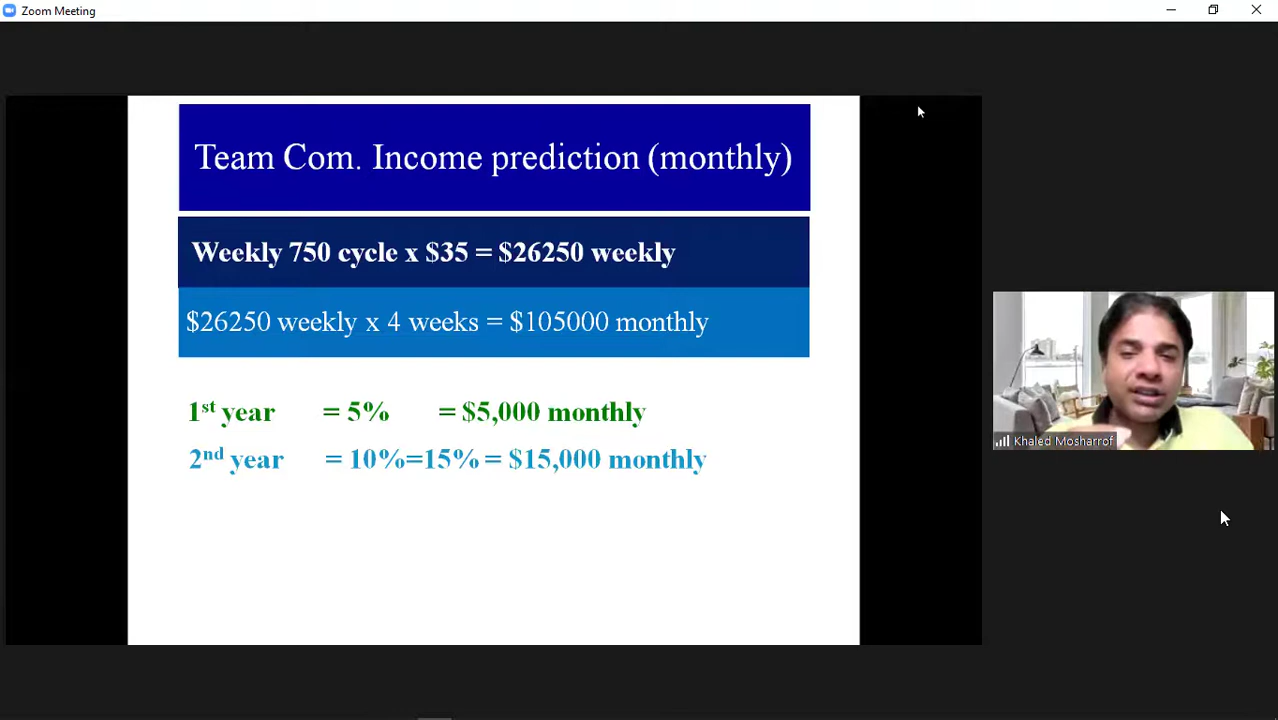 Zoom Meeting
Team Com. Income prediction (monthly)
Weekly 750 cycle x $35 = $26250 weekly
$26250 weekly x 4 weeks = $105000 monthly
1st year = 5% = $5,000 monthly
2nd year = 10%=15% = $15,000 monthly
Khaled Mosharrof